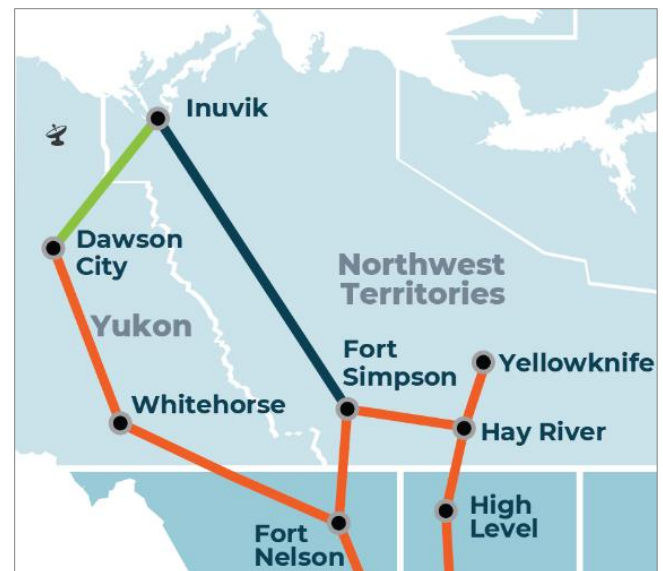 Inuvik
Dawson
City
Northwest
Territories
Yukon
Fort
Simpson
Yellowknife
Whitehorse
Hay River
High
Level
Fort
Nelson